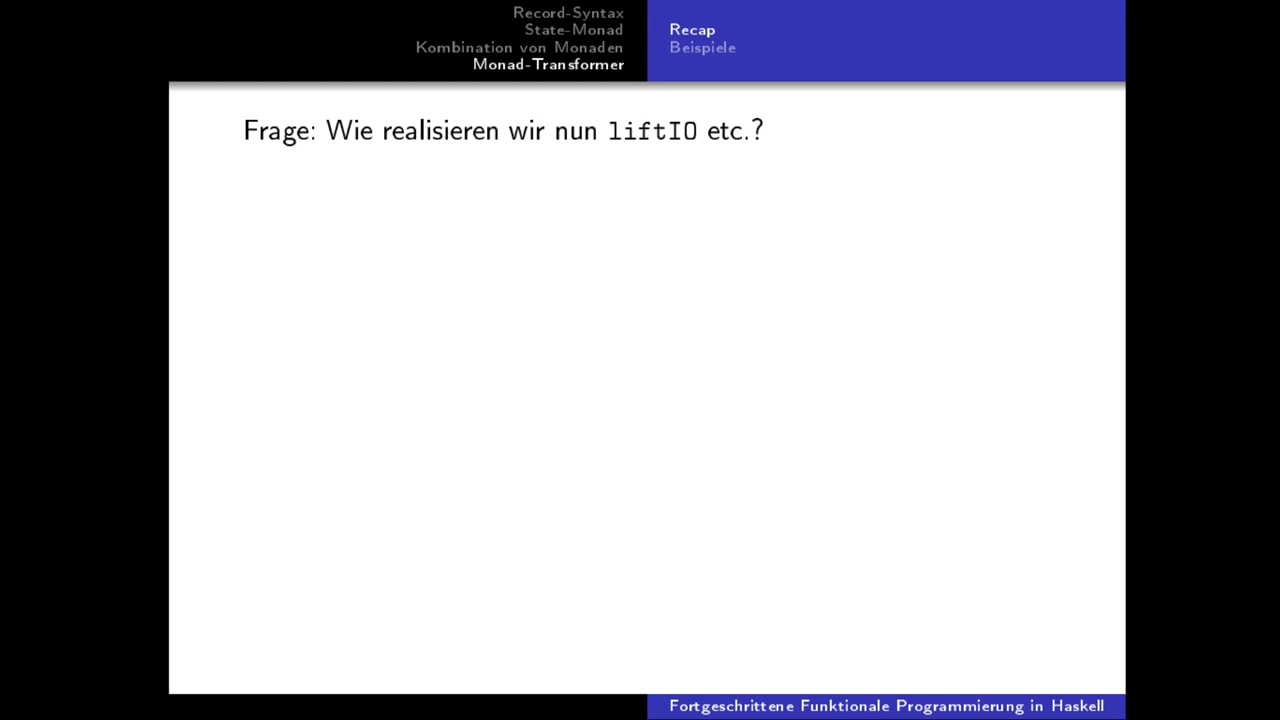 Record-Syntax
State-Monad
Kombination von Monaden
Monad-Transformer
Recap
Beispiele
Frage: Wie realisieren wir nun liftIO etc.?
Fortgeschrittene Funktionale Programmierung in Haskell